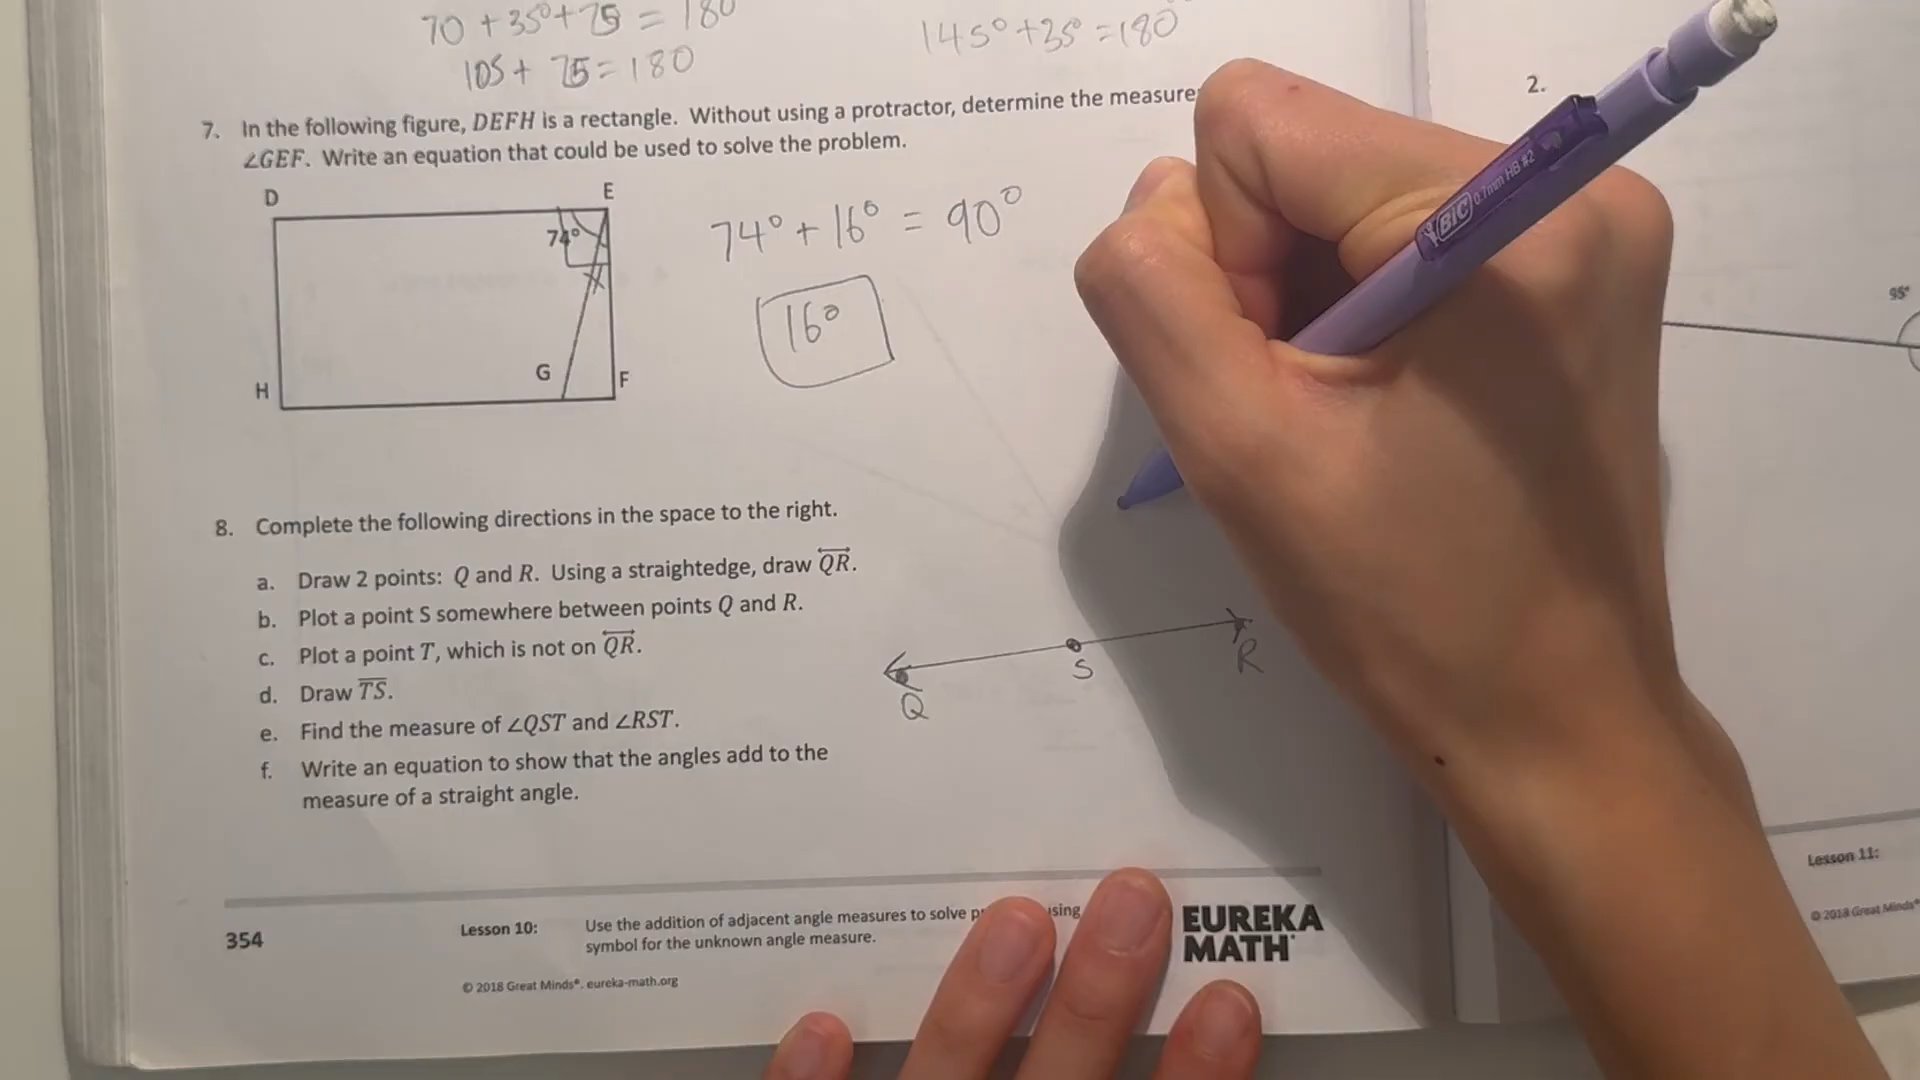 70 + 35° + 75 = 180
105 + 75 = 180
145° + 35° = 180°
7. In the following figure, DEFH is a rectangle. Without using a protractor, determine the measure
∠GEF. Write an equation that could be used to solve the problem.
D
E
74°
X
H
G
F
74° + 16° = 90°
16°
8. Complete the following directions in the space to the right.
a. Draw 2 points: Q and R. Using a straightedge, draw QR.
b. Plot a point S somewhere between points Q and R.
c. Plot a point T, which is not on QR.
d. Draw TS.
e. Find the measure of ∠QST and ∠RST.
f. Write an equation to show that the angles add to the
measure of a straight angle.
Q
S
R
354
Lesson 10:
Use the addition of adjacent angle measures to solve
symbol for the unknown angle measure.
© 2018 Great Minds®. eureka-math.org
EUREKA
MATH
BIC 0.7mm HB #2
2.
95°
Lesson 11:
© 2018 Great Minds®